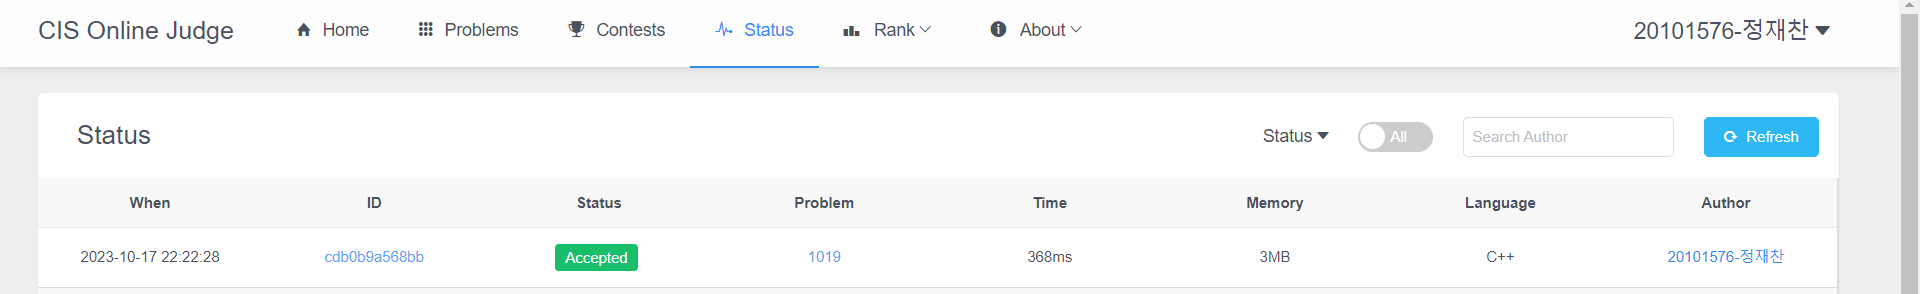 CIS Online Judge Home Problems Contests Status Rank About 20101576-정재찬
Status Status All Search Author Refresh
When ID Status Problem Time Memory Language Author
2023-10-17 22:22:28 cdb0b9a568bb Accepted 1019 368ms 3MB C++ 20101576-정재찬